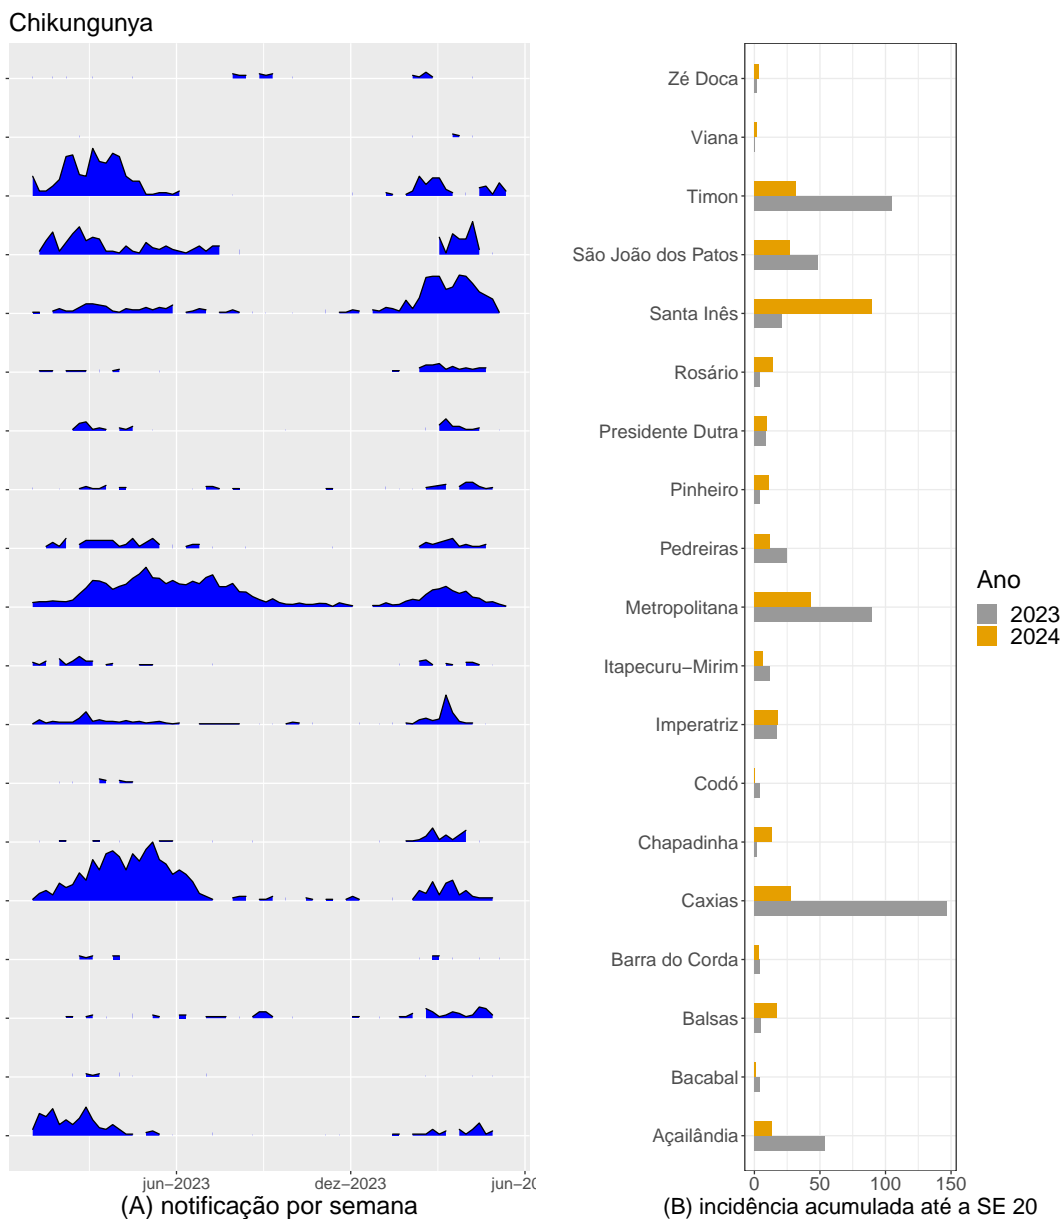 Chikungunya
Zé Doca
Viana
Timon
São João dos Patos
Santa Inês
Rosário
Presidente Dutra
Pinheiro
Pedreiras
Metropolitana
Itapecuru−Mirim
Imperatriz
Codó
Chapadinha
Caxias
Barra do Corda
Balsas
Bacabal
Açailândia
Ano
2023
2024
jun−2023 dez−2023 jun−20
0 50 100 150
(A) notificação por semana
(B) incidência acumulada até a SE 20